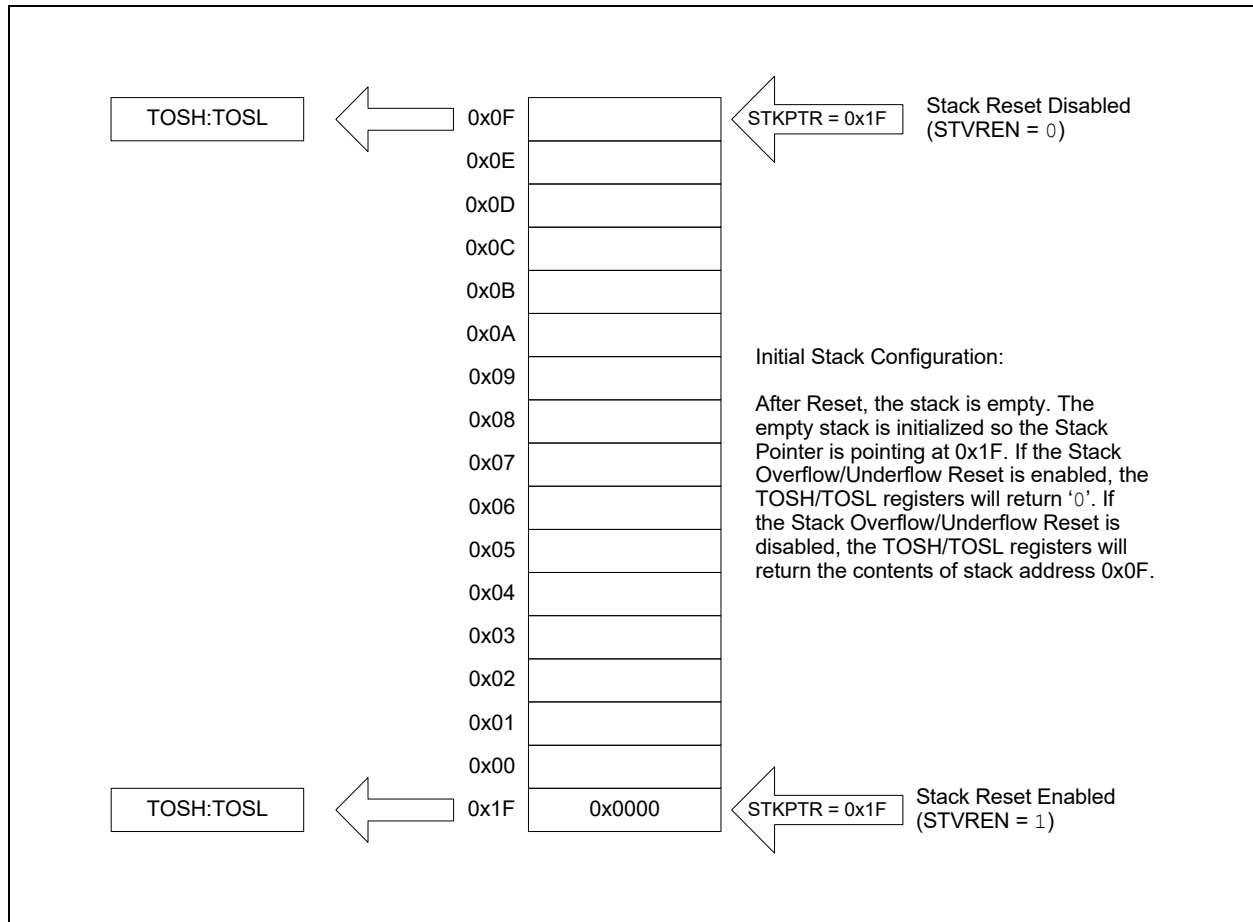 TOSH:TOSL
0x0F
STKPTR = 0x1F
Stack Reset Disabled
(STVREN = 0)
0x0E
0x0D
0x0C
0x0B
0x0A
0x09
0x08
0x07
0x06
0x05
0x04
0x03
0x02
0x01
0x00
Initial Stack Configuration:
After Reset, the stack is empty. The
empty stack is initialized so the Stack
Pointer is pointing at 0x1F. If the Stack
Overflow/Underflow Reset is enabled, the
TOSH/TOSL registers will return ‘0’. If
the Stack Overflow/Underflow Reset is
disabled, the TOSH/TOSL registers will
return the contents of stack address 0x0F.
TOSH:TOSL
0x1F
0x0000
STKPTR = 0x1F
Stack Reset Enabled
(STVREN = 1)